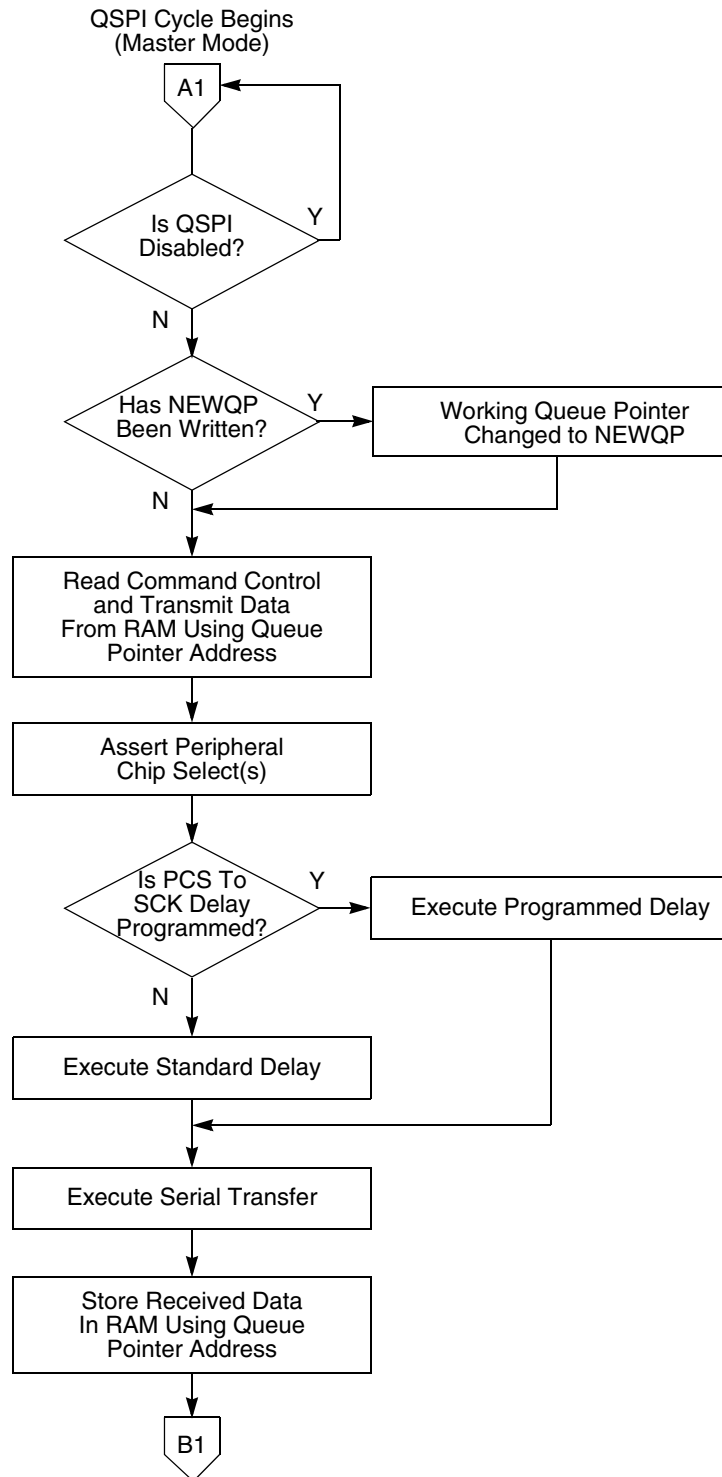 QSPI Cycle Begins
(Master Mode)
A1
Is QSPI
Disabled?
Y
N
Has NEWQP
Been Written?
Y
Working Queue Pointer
Changed to NEWQP
N
Read Command Control
and Transmit Data
From RAM Using Queue
Pointer Address
Assert Peripheral
Chip Select(s)
Is PCS To
SCK Delay
Programmed?
Y
Execute Programmed Delay
N
Execute Standard Delay
Execute Serial Transfer
Store Received Data
In RAM Using Queue
Pointer Address
B1